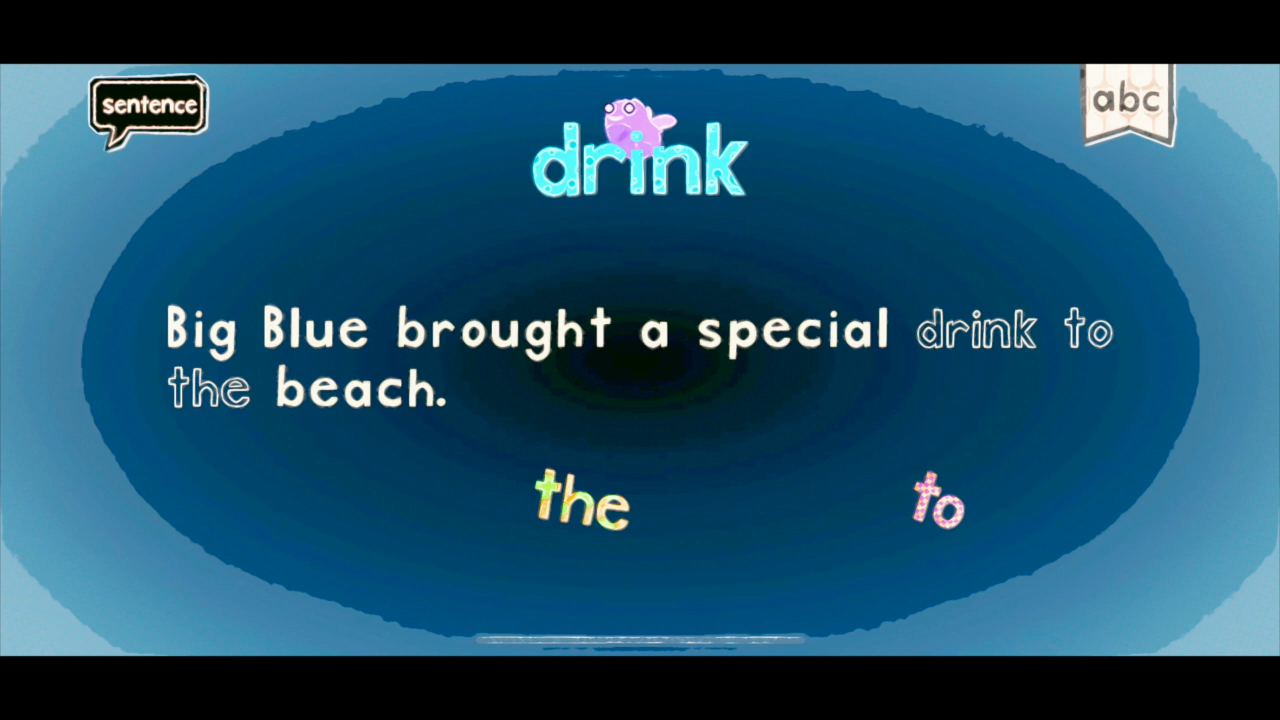 sentence
abc
drink
Big Blue brought a special drink to
the beach.
the
to